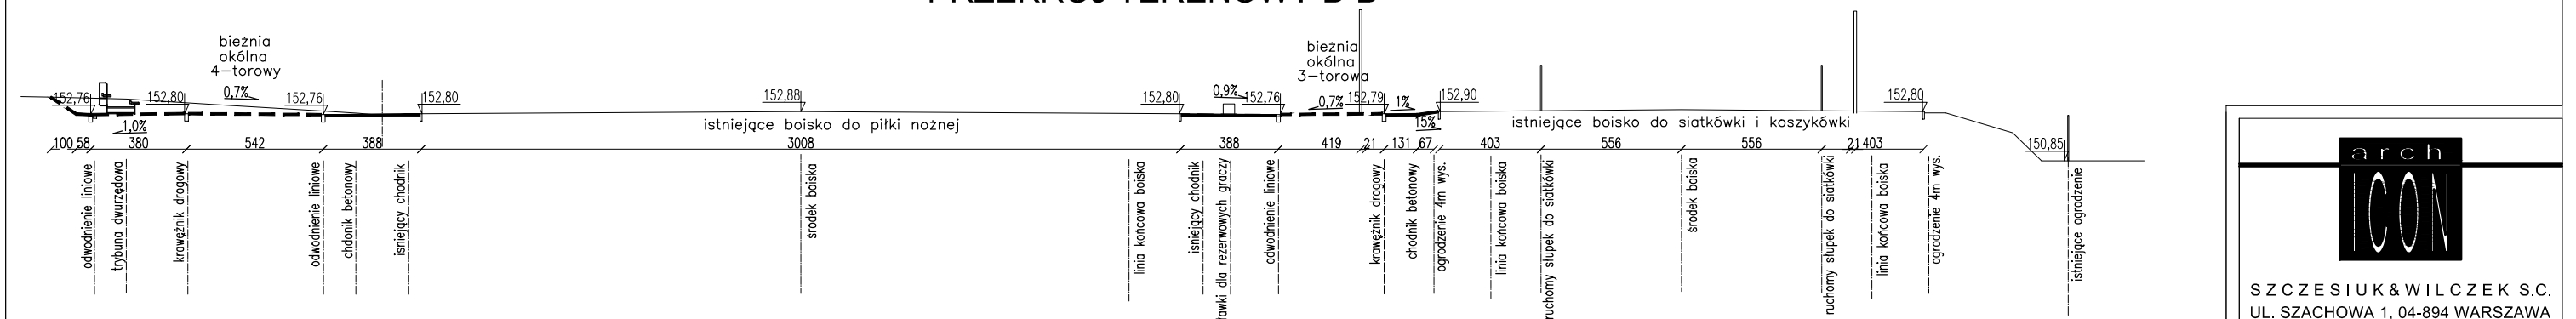 bieżnia
okólna
4-torowy
bieżnia
okólna
3-torowa
152,76
152,80
0,7%
152,76
152,80
152,88
152,80
0,9%
152,76
0,7%
152,79
1%
152,90
152,80
1,0%
15%
istniejące boisko do piłki nożnej
istniejące boisko do siatkówki i koszykówki
100 58 380 542 388 3008 388 419 21 131 67 403 556 556 21 403
150,85
odwodnienie liniowe
trybuna dwurzędowa
krawężnik drogowy
odwodnienie liniowe
chdonik betonowy
isniejący chodnik
środek boiska
linia końcowa boiska
isniejący chodnik
dla rezerwowych graczy
odwodnienie liniowe
krawężnik drogowy
chodnik betonowy
ogrodzenie 4m wys.
linia końcowa boiska
ruchomy słupek do siatkówki
środek boiska
ruchomy słupek do siatkówki
linia końcowa boiska
ogrodzenie 4m wys.
istniejące ogrodzenie
arch
ICON
SZCZESIUK&WILCZEK S.C.
UL. SZACHOWA 1, 04-894 WARSZAWA